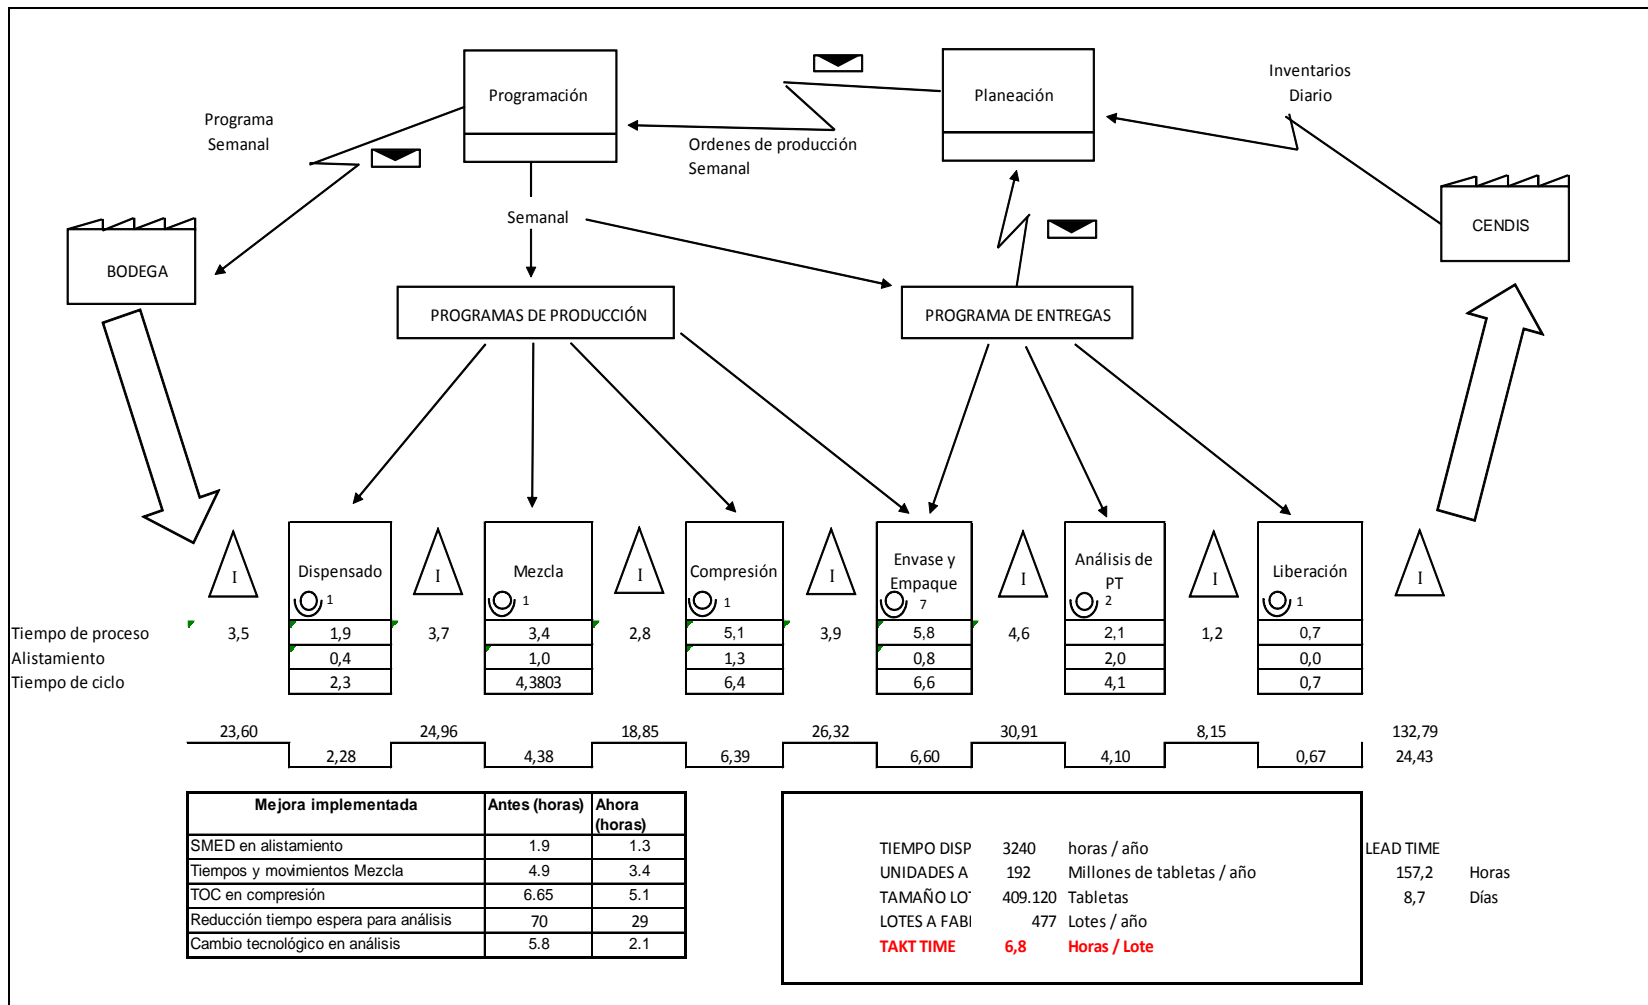 Programación
Planeación
Inventarios
Diario
Programa
Semanal
Ordenes de producción
Semanal
Semanal
BODEGA
CENDIS
PROGRAMAS DE PRODUCCIÓN
PROGRAMA DE ENTREGAS
I
Dispensado
1
I
Mezcla
1
I
Compresión
1
I
Envase y
Empaque
7
I
Análisis de
PT
2
I
Liberación
1
I
Tiempo de proceso 3,5 1,9 3,7 3,4 2,8 5,1 3,9 5,8 4,6 2,1 1,2 0,7
Alistamiento 0,4 1,0 1,3 0,8 2,0 0,0
Tiempo de ciclo 2,3 4,3803 6,4 6,6 4,1 0,7
23,60 24,96 18,85 26,32 30,91 8,15 132,79
2,28 4,38 6,39 6,60 4,10 0,67 24,43
Mejora implementada Antes (horas) Ahora
(horas)
SMED en alistamiento 1.9 1.3
Tiempos y movimientos Mezcla 4.9 3.4
TOC en compresión 6.65 5.1
Reducción tiempo espera para análisis 70 29
Cambio tecnológico en análisis 5.8 2.1
TIEMPO DISP 3240 horas / año
UNIDADES A 192 Millones de tabletas / año
TAMAÑO LO 409.120 Tabletas
LOTES A FABI 477 Lotes / año
TAKT TIME 6,8 Horas / Lote
LEAD TIME
157,2 Horas
8,7 Días